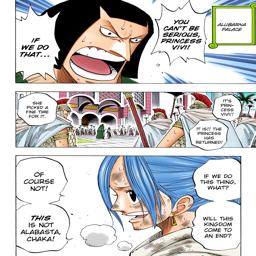 IF
WE DO
THAT...
YOU
CAN'T BE
SERIOUS,
PRINCESS
VIVI!
ALUBARNA
PALACE
SHE
PICKED A
FINE TIME
FOR IT.
IT'S
PRIN-
CESS
VIVI!!
IT IS!! THE
PRINCESS
HAS
RETURNED!
OF
COURSE
NOT!
THIS
IS NOT
ALABASTA,
CHAKA!
IF WE DO
THIS THING,
WHAT?
WILL THIS
KINGDOM
COME TO
AN END?